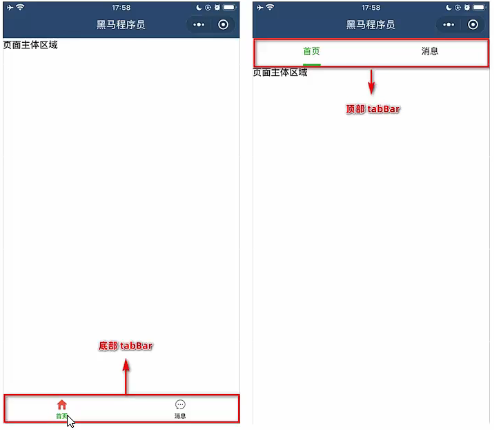 17:58
黑马程序员
页面主体区域
底部 tabBar
首页
消息
17:58
黑马程序员
首页
消息
页面主体区域
顶部 tabBar